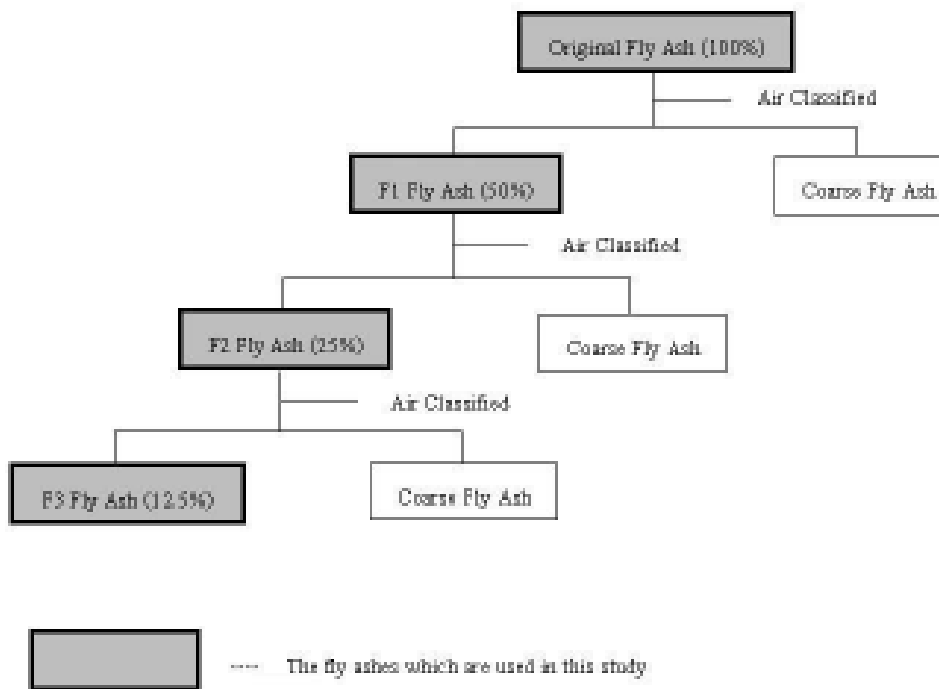 Original Fly Ash (100%)
Air Classified
F1 Fly Ash (50%)
Coarse Fly Ash
Air Classified
F2 Fly Ash (25%)
Coarse Fly Ash
Air Classified
F3 Fly Ash (12.5%)
Coarse Fly Ash
--- The fly ashes which are used in this study